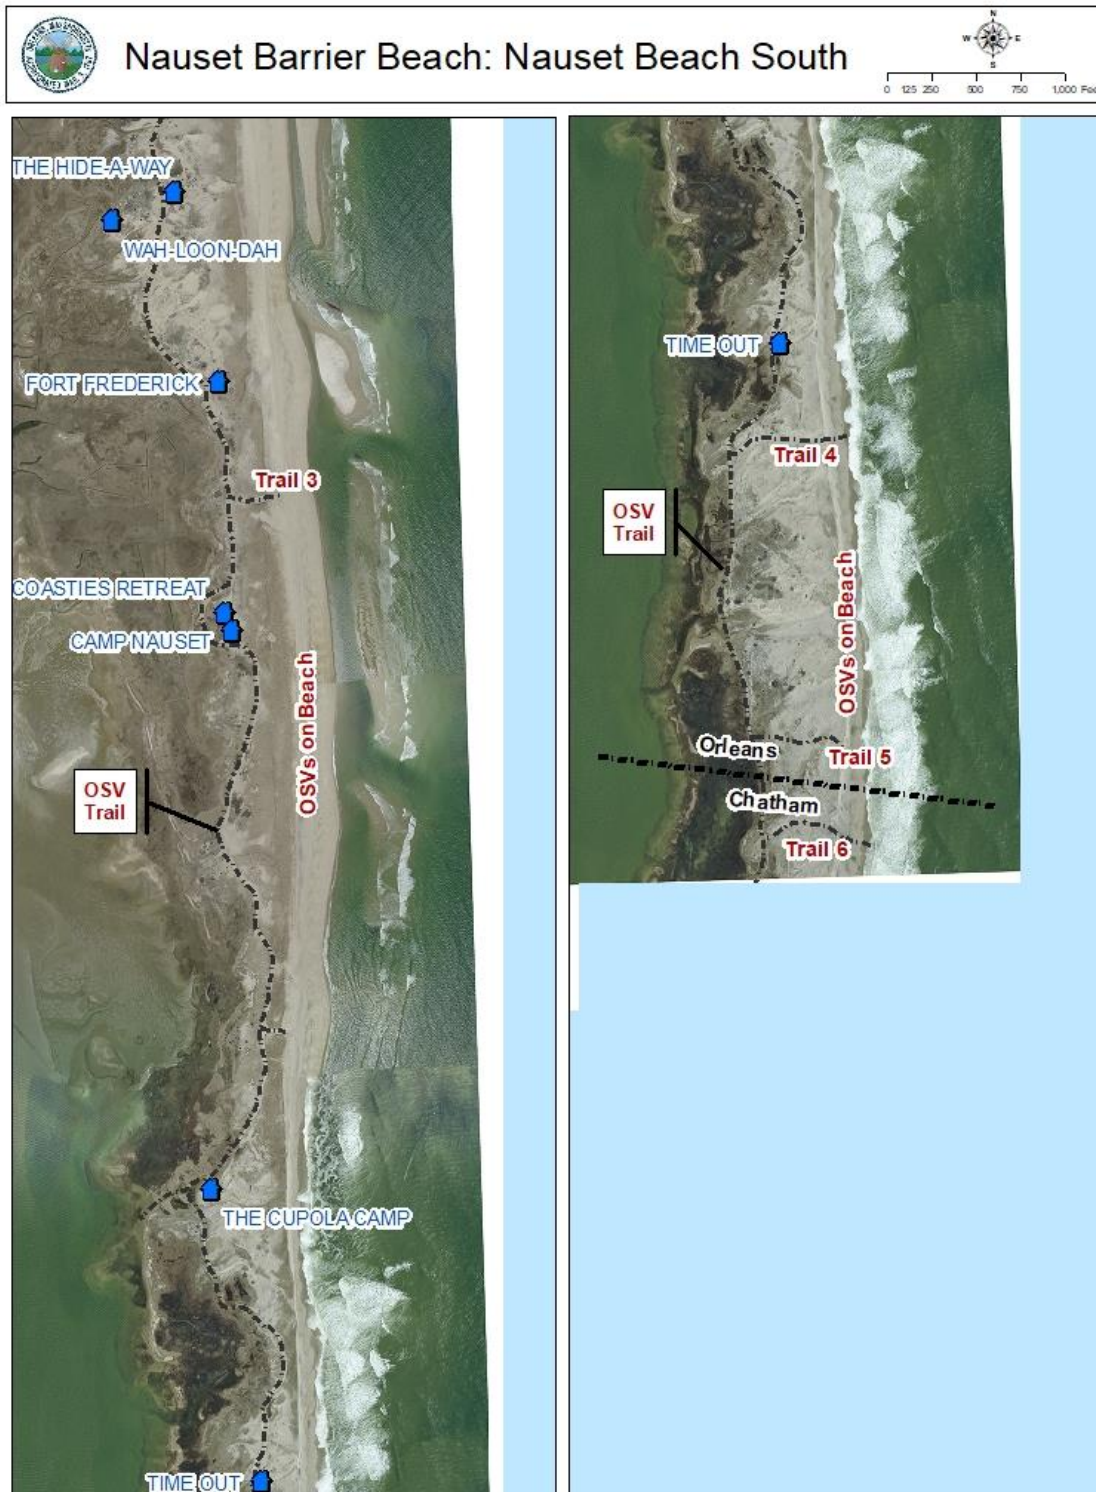 Nauset Barrier Beach: Nauset Beach South
N
W E
S
0 125 250 500 750 1,000 Fee
THE HIDE-A-WAY
WAH-LOON-DAH
FORT FREDERICK
Trail 3
COASTIES RETREAT
CAMP NAUSET
OSVs on Beach
OSV
Trail
THE CUPOLA CAMP
TIME OUT
TIME OUT
Trail 4
OSV
Trail
OSVs on Beach
Orleans
Trail 5
Chatham
Trail 6